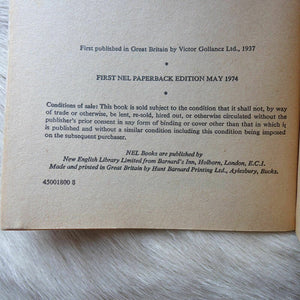 First published in Great Britain by Victor Gollancz Ltd., 1937
FIRST NEL PAPERBACK EDITION MAY 1974
Conditions of sale: This book is sold subject to the condition that it shall not, by way
of trade or otherwise, be lent, re-sold, hired out, or otherwise circulated without the
publisher's prior consent in any form of binding or cover other than that in which it
is published and without a similar condition including this condition being imposed
on the subsequent purchaser.
NEL Books are published by
New English Library Limited from Barnard's Inn, Holborn, London, E.C.1.
Made and printed in Great Britain by Hunt Barnard Printing Ltd., Aylesbury, Bucks.
45001800 8